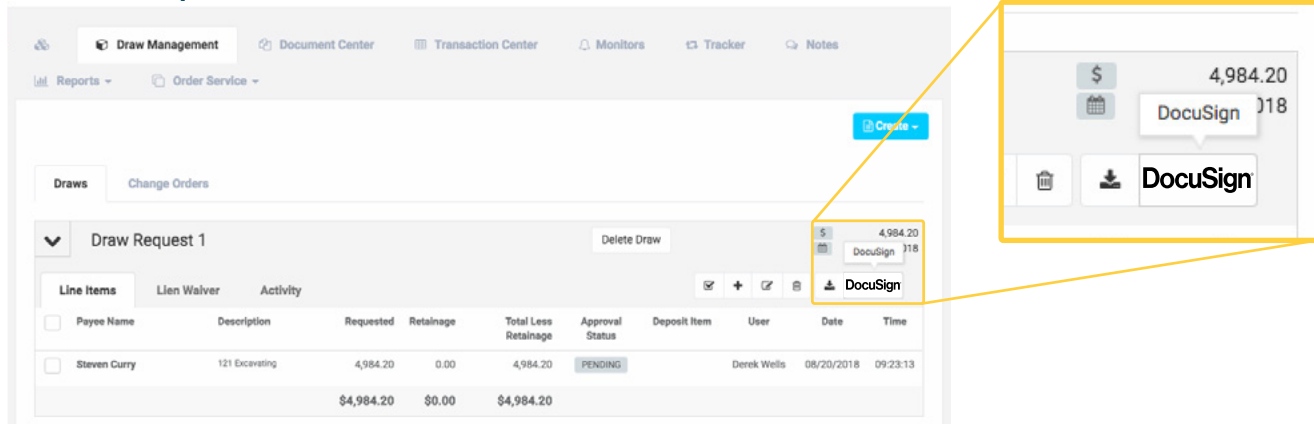 Draw Management Document Center Transaction Center Monitors Tracker Notes
Reports Order Service
Create
Draws Change Orders
Draw Request 1 Delete Draw $ 4,984.20
DocuSign 018
Line Items Lien Waiver Activity DocuSign
Payee Name Description Requested Retainage Total Less Retainage Approval Status Deposit Item User Date Time
Steven Curry 121 Excavating 4,984.20 0.00 4,984.20 PENDING Derek Wells 08/20/2018 09:23:13
$4,984.20 $0.00 $4,984.20
$ 4,984.20
DocuSign 018
DocuSign